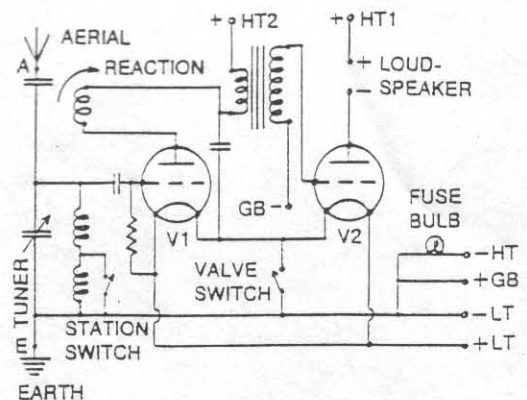 + HT2
+ HT1
AERIAL
A
REACTION
+ LOUD-
- SPEAKER
GB -
FUSE
BULB
V1
V2
- HT
VALVE
SWITCH
+ GB
TUNER
- LT
STATION
SWITCH
+ LT
E
EARTH